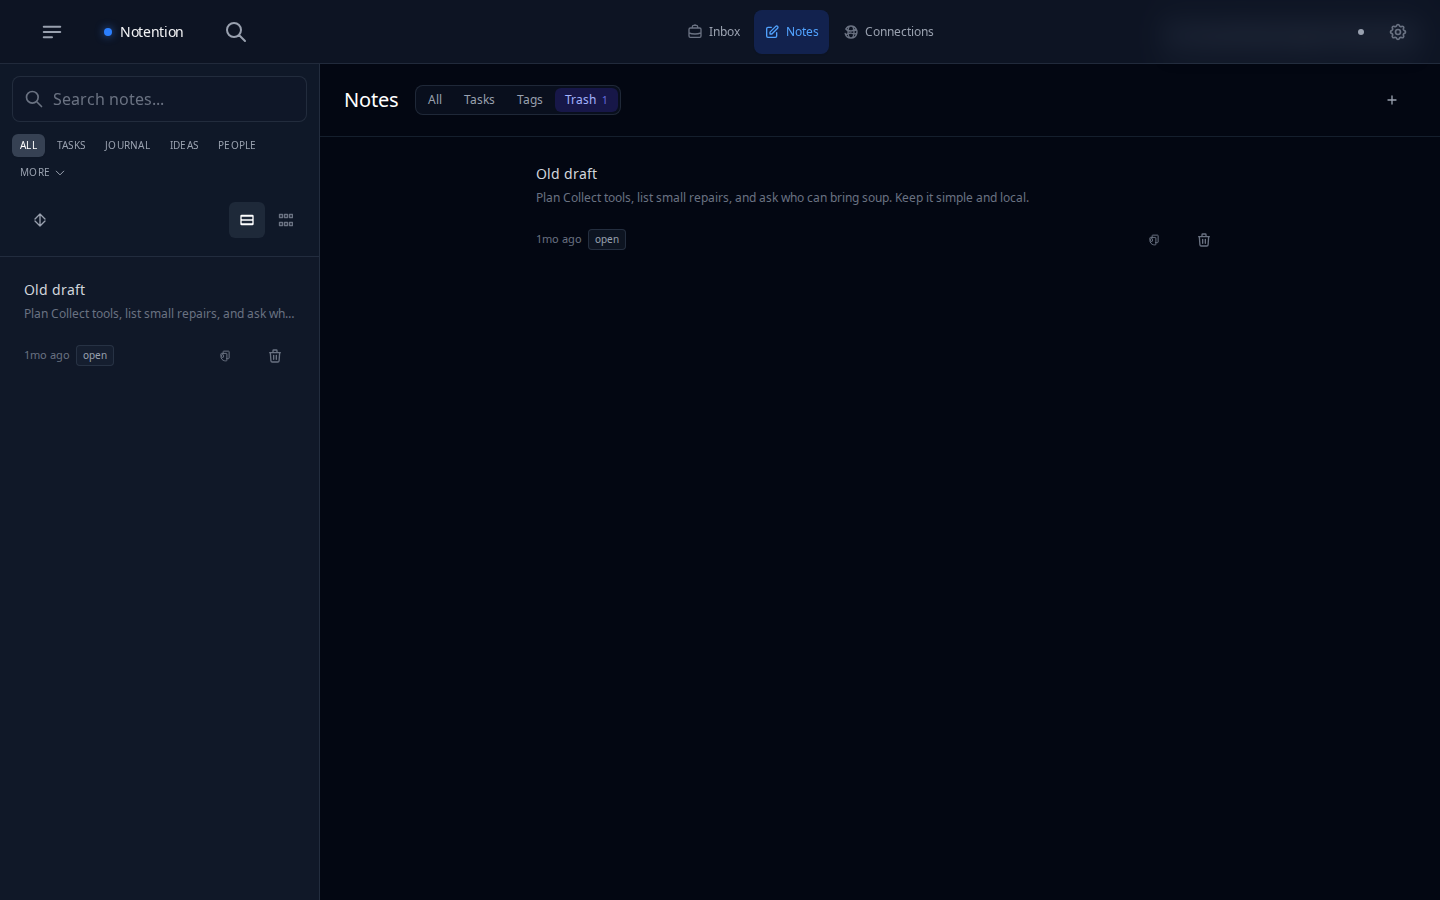 Notention
Inbox
Notes
Connections
Search notes...
ALL
TASKS
JOURNAL
IDEAS
PEOPLE
MORE
Old draft
Plan Collect tools, list small repairs, and ask wh...
1mo ago
open
Notes
All
Tasks
Tags
Trash 1
Old draft
Plan Collect tools, list small repairs, and ask who can bring soup. Keep it simple and local.
1mo ago
open